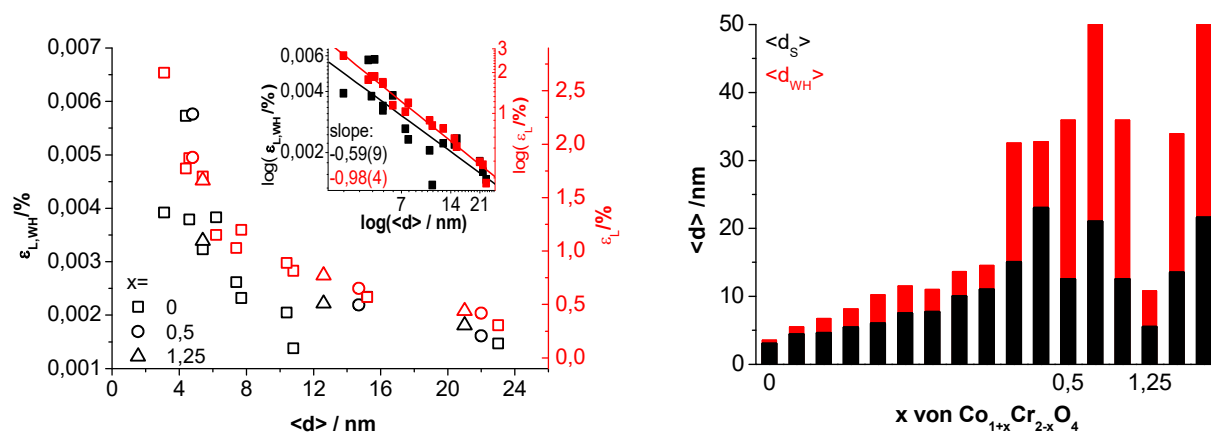 0,007
0,006
0,005
0,004
0,003
0,002
0,001
ε_L,WH/%
0 4 8 12 16 20 24
<d> / nm
2,5
2,0
1,5
1,0
0,5
0,0
ε_L/%
x=
0
0,5
1,25
0,006
0,004
0,002
log( ε_L,WH /%)
slope:
-0,59(9)
-0,98(4)
7 14 21
log(<d> / nm)
3
2
1
log( ε_L/%)
<d_S>
<d_WH>
50
40
30
20
10
0
<d> /nm
0 0,5 1,25
x von Co₁₊ₓCr₂₋ₓO₄